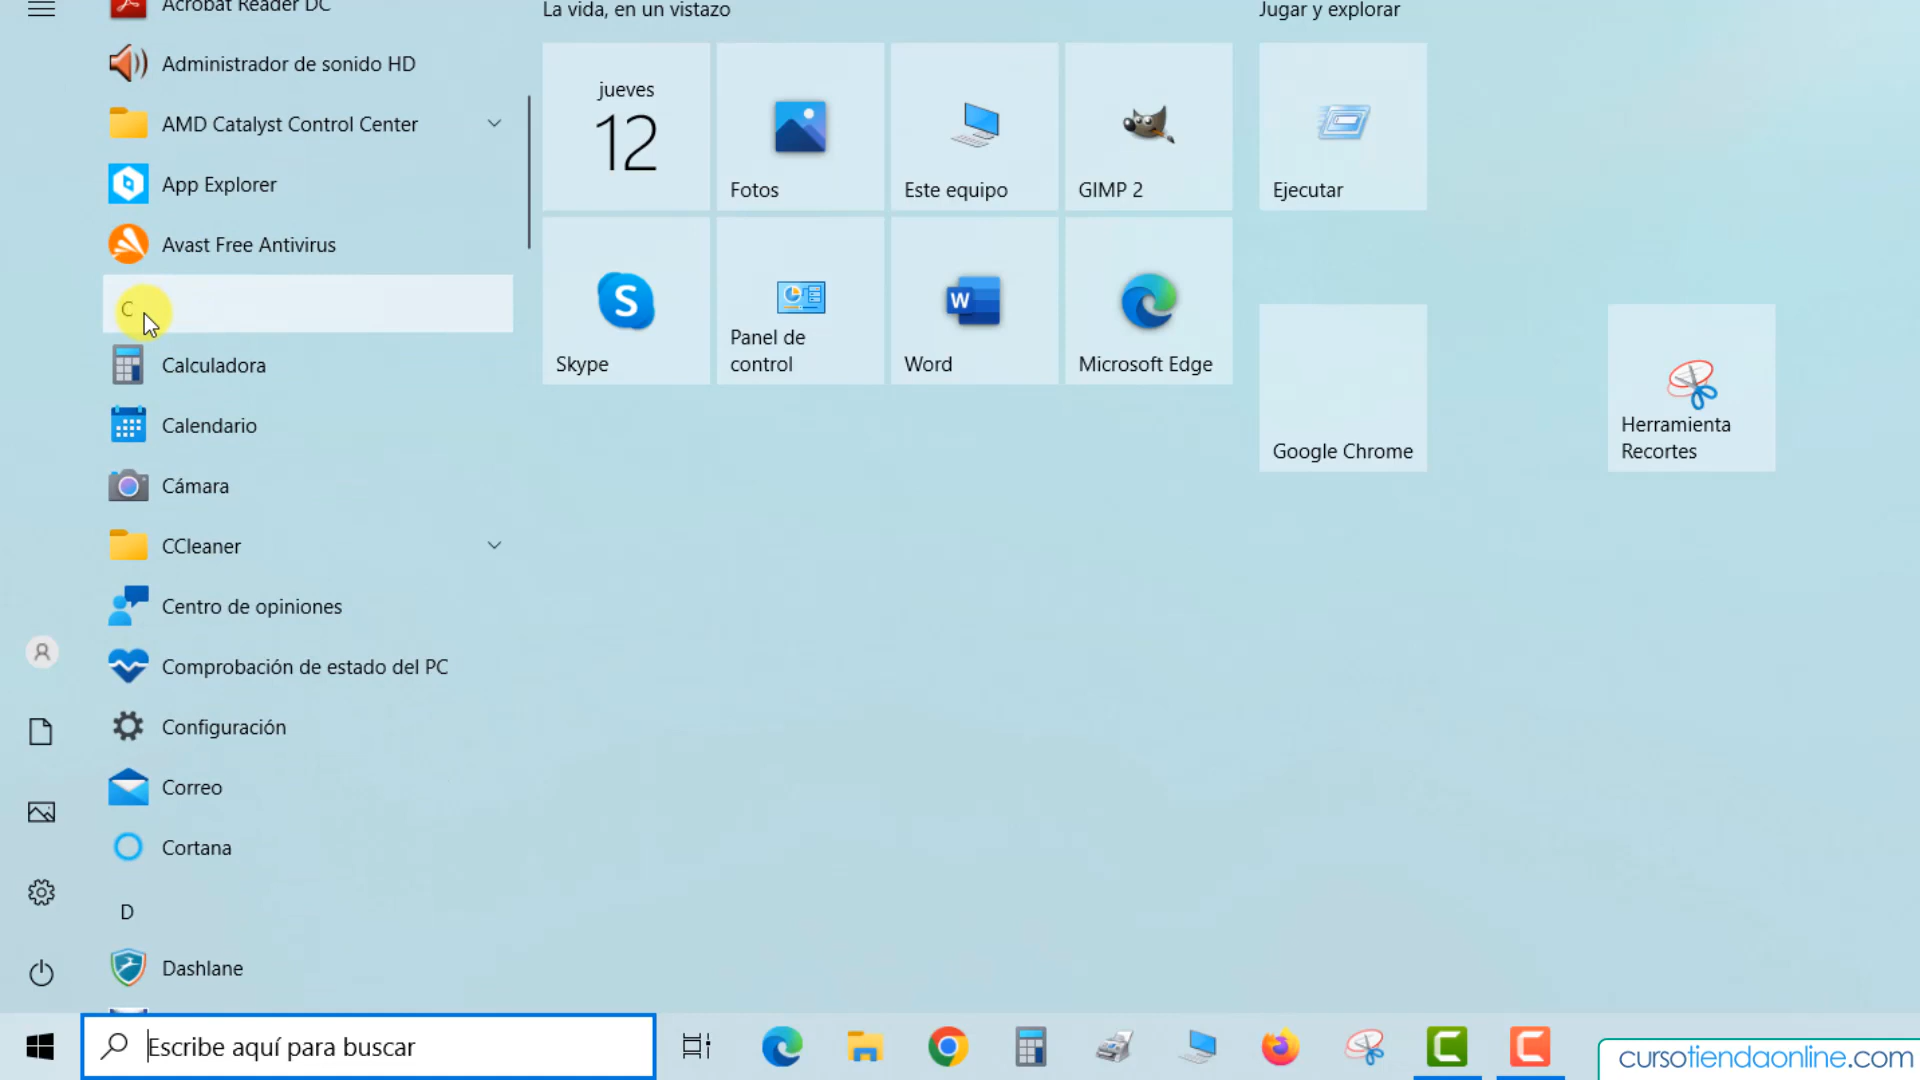 Acrobat Reader DC
Administrador de sonido HD
AMD Catalyst Control Center
App Explorer
Avast Free Antivirus
C
Calculadora
Calendario
Cámara
CCleaner
Centro de opiniones
Comprobación de estado del PC
Configuración
Correo
Cortana
D
Dashlane
La vida, en un vistazo
jueves
12
Fotos
Este equipo
GIMP 2
S
Skype
Panel de
control
W
Word
Microsoft Edge
Jugar y explorar
Ejecutar
Google Chrome
Herramienta
Recortes
Escribe aquí para buscar
C
C
cursotiendaonline.com